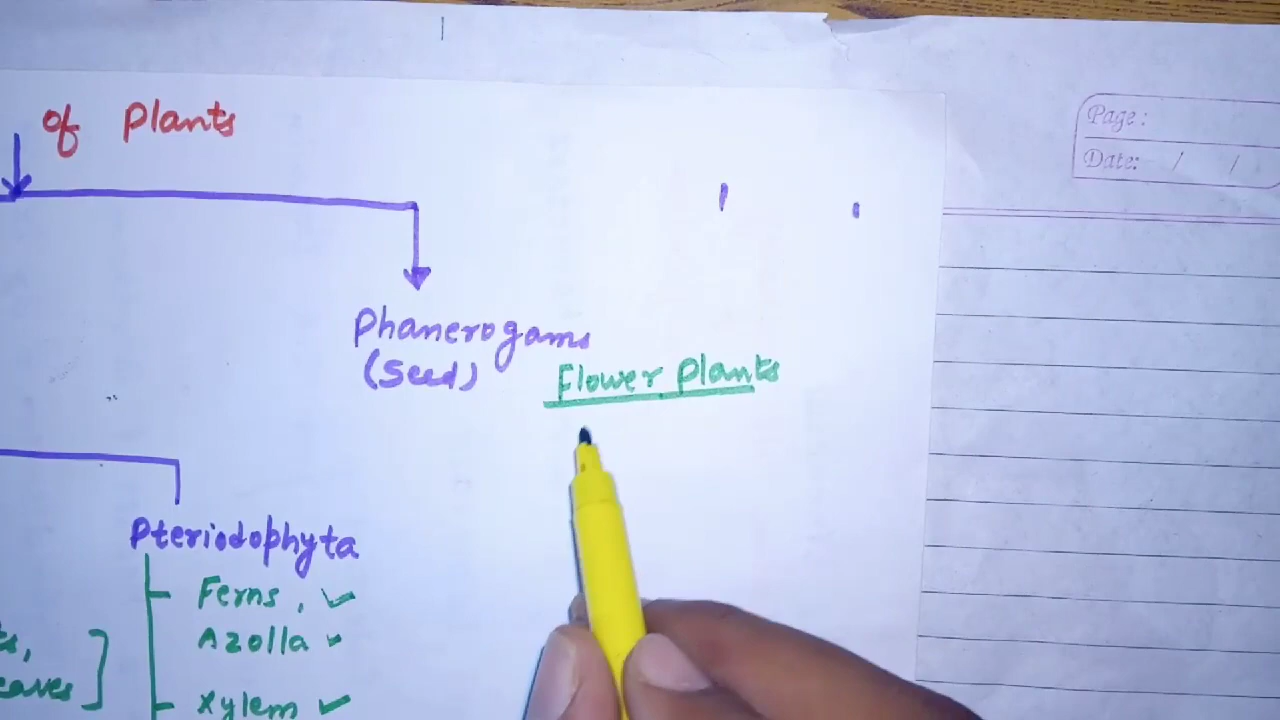 of Plants
Page:
Date: / /
Phanerogams
(Seed)
Flower Plants
Pteriodophyta
Ferns,
Azolla
Xylem